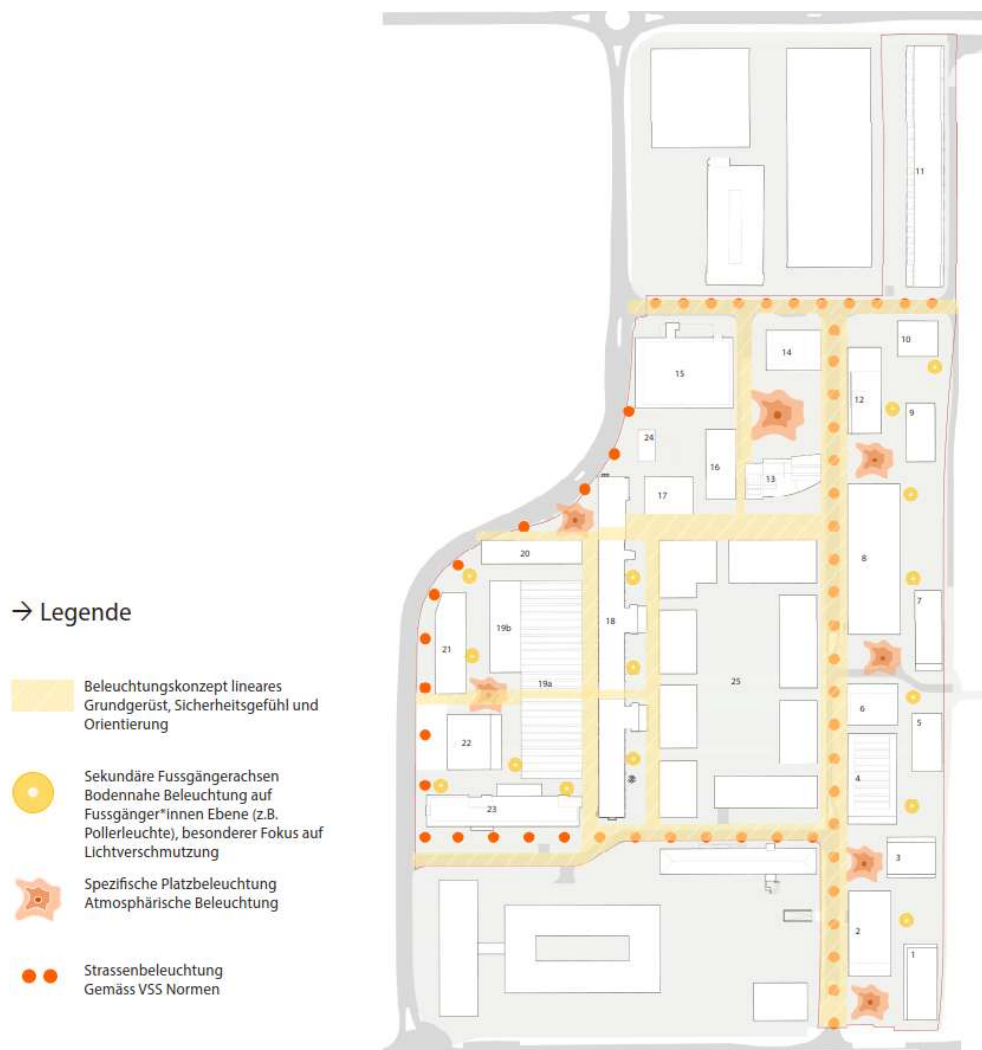 11
10
14
15
12
9
24
16
13
17
20
8
7
18
19b
21
19a
25
6
5
22
4
23
3
2
1
→ Legende
Beleuchtungskonzept lineares
Grundgerüst, Sicherheitsgefühl und
Orientierung
Sekundäre Fussgängerachsen
Bodennahe Beleuchtung auf
Fussgänger*innen Ebene (z.B.
Pollerleuchte), besonderer Fokus auf
Lichtverschmutzung
Spezifische Platzbeleuchtung
Atmosphärische Beleuchtung
Strassenbeleuchtung
Gemäss VSS Normen